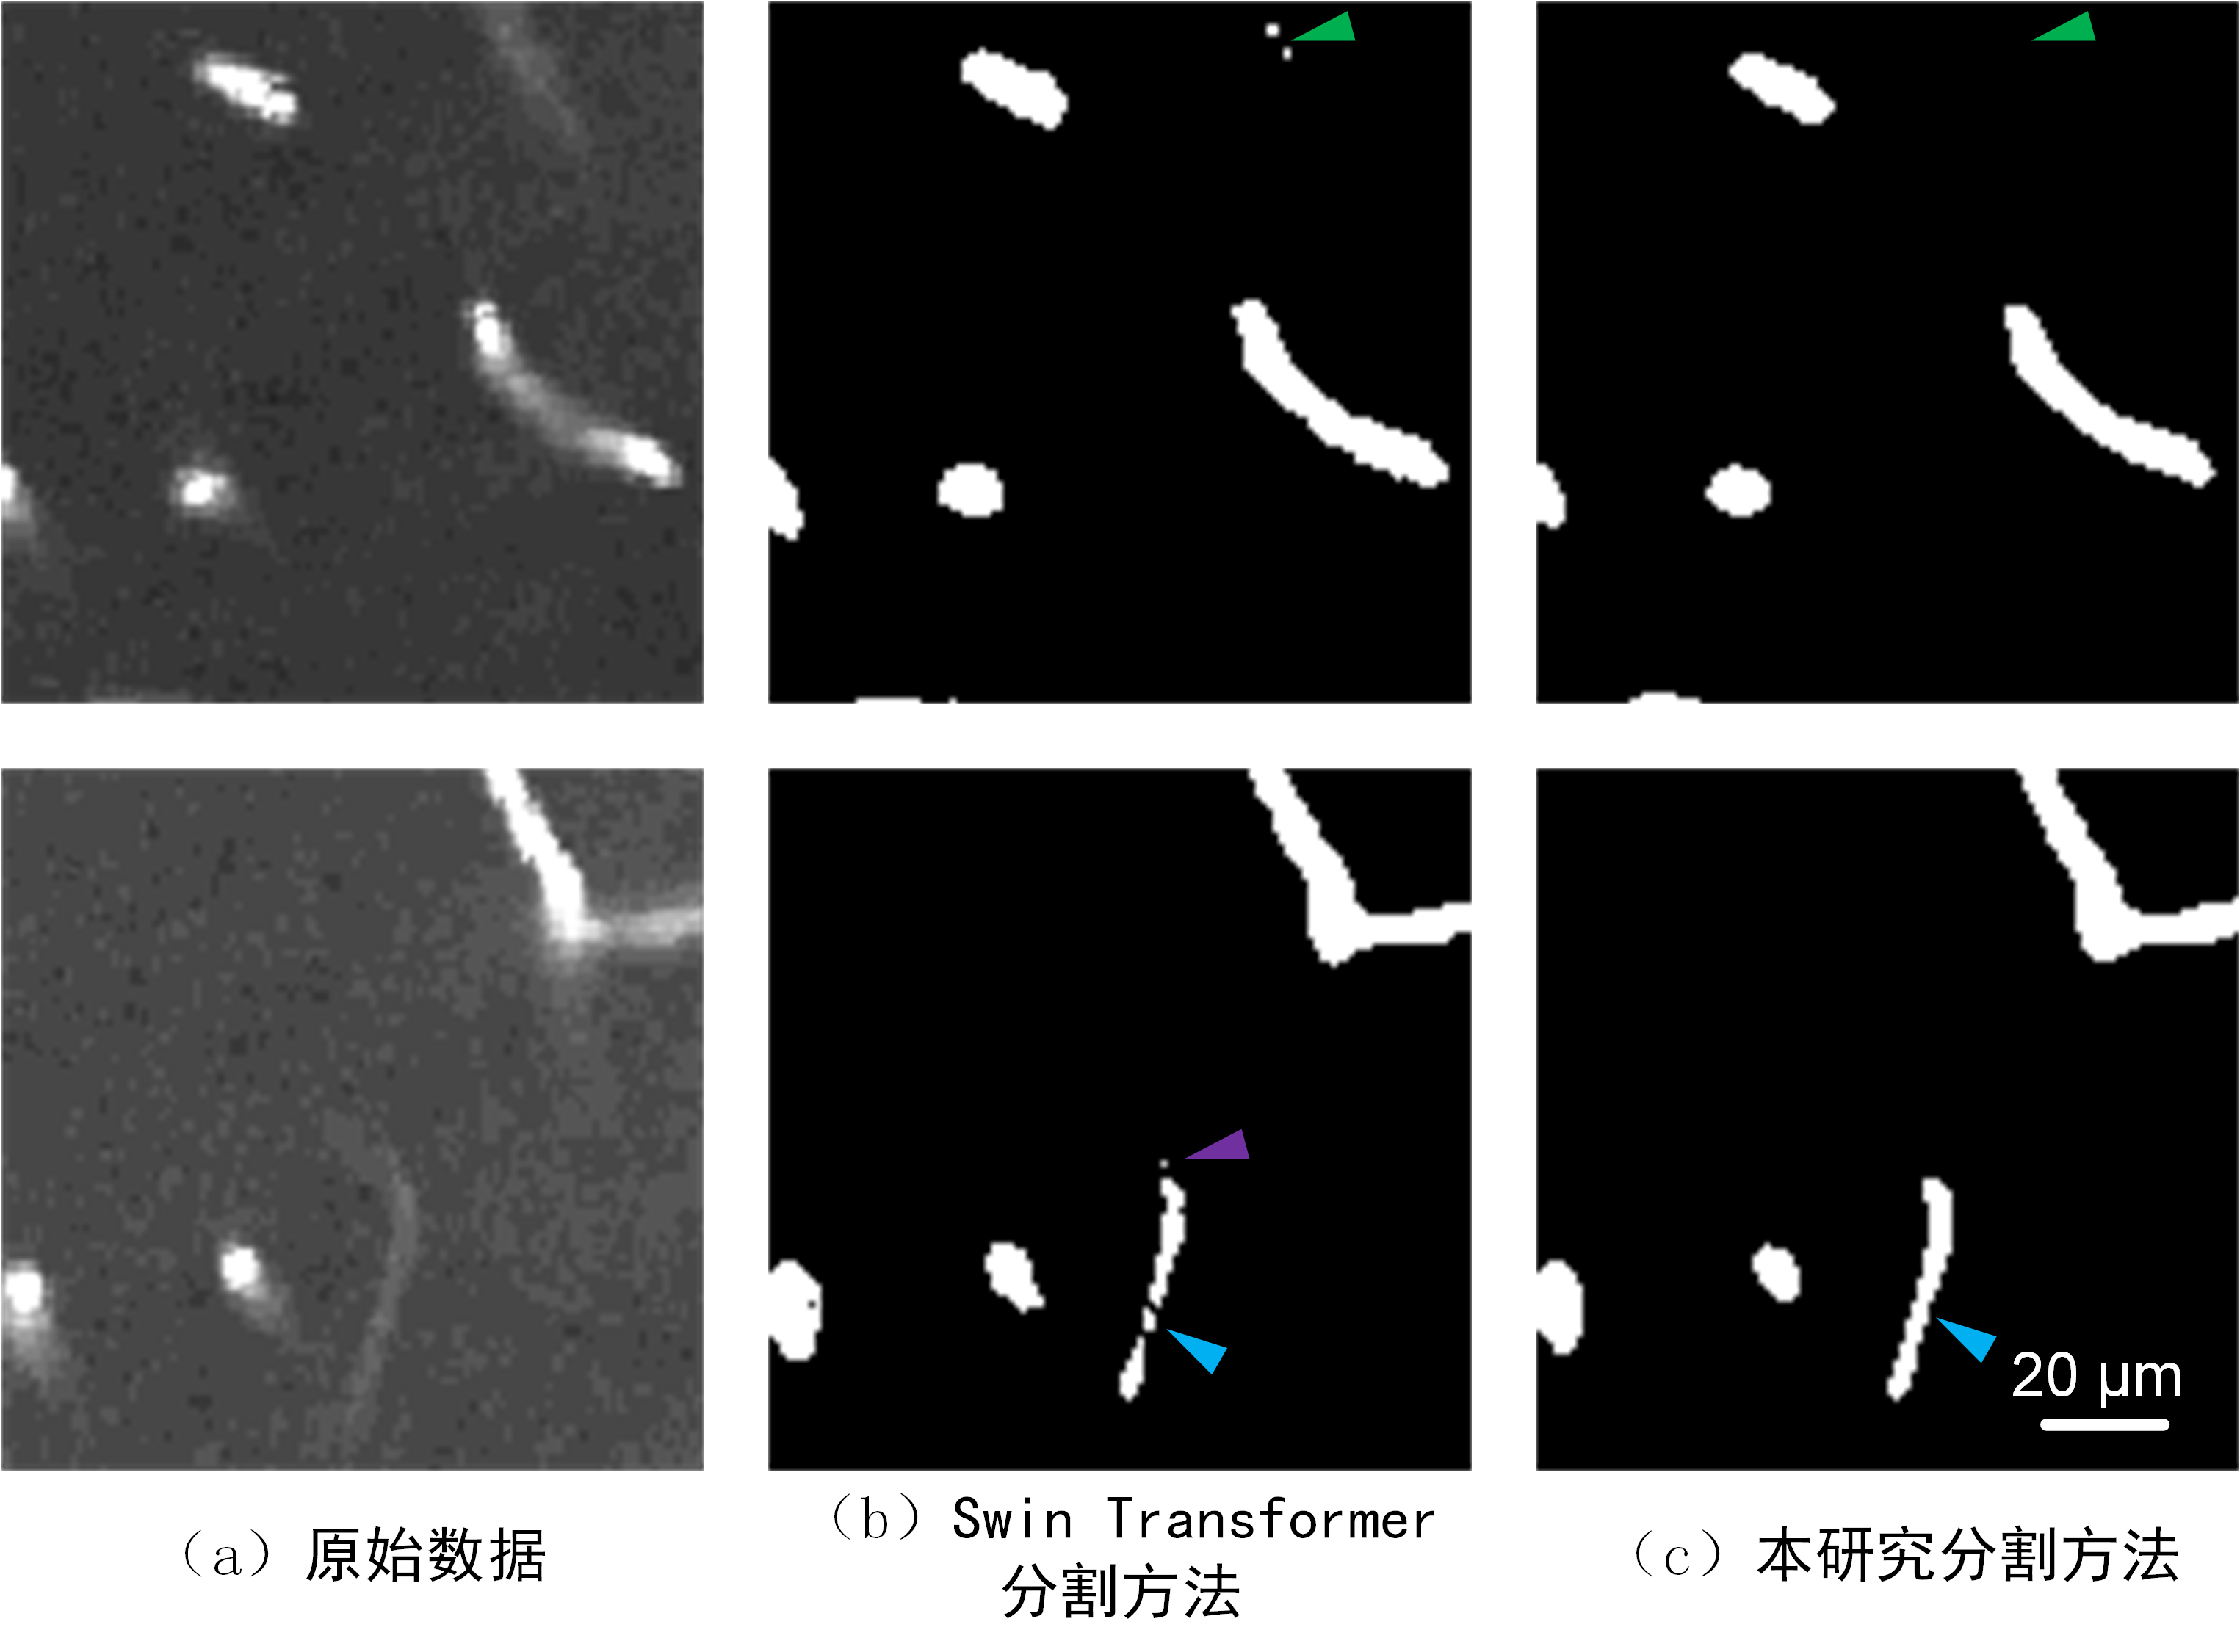 20 μm
（a）原始数据
（b）Swin Transformer
分割方法
（c）本研究分割方法